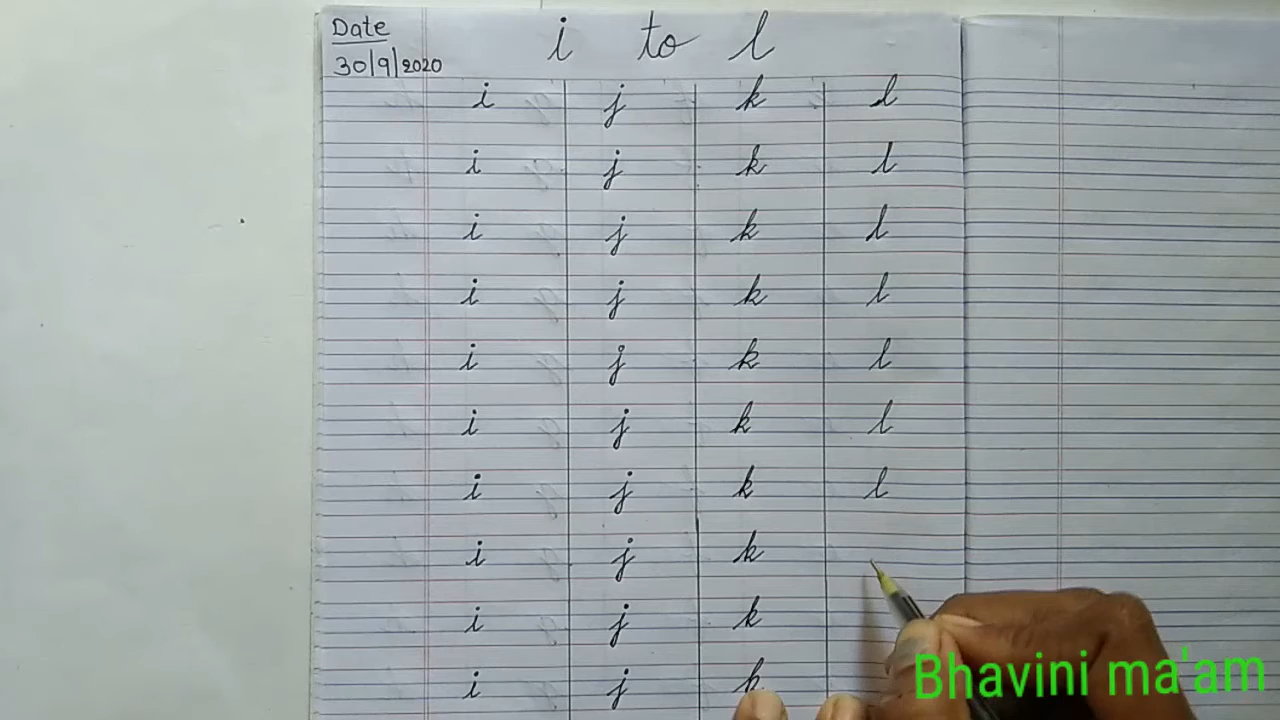 Date
30/9/2020
i to l
i j k l
i j k l
i j k l
i j k l
i j k l
i j k l
i j k l
i j k
i j k
i j k
Bhavini ma'am